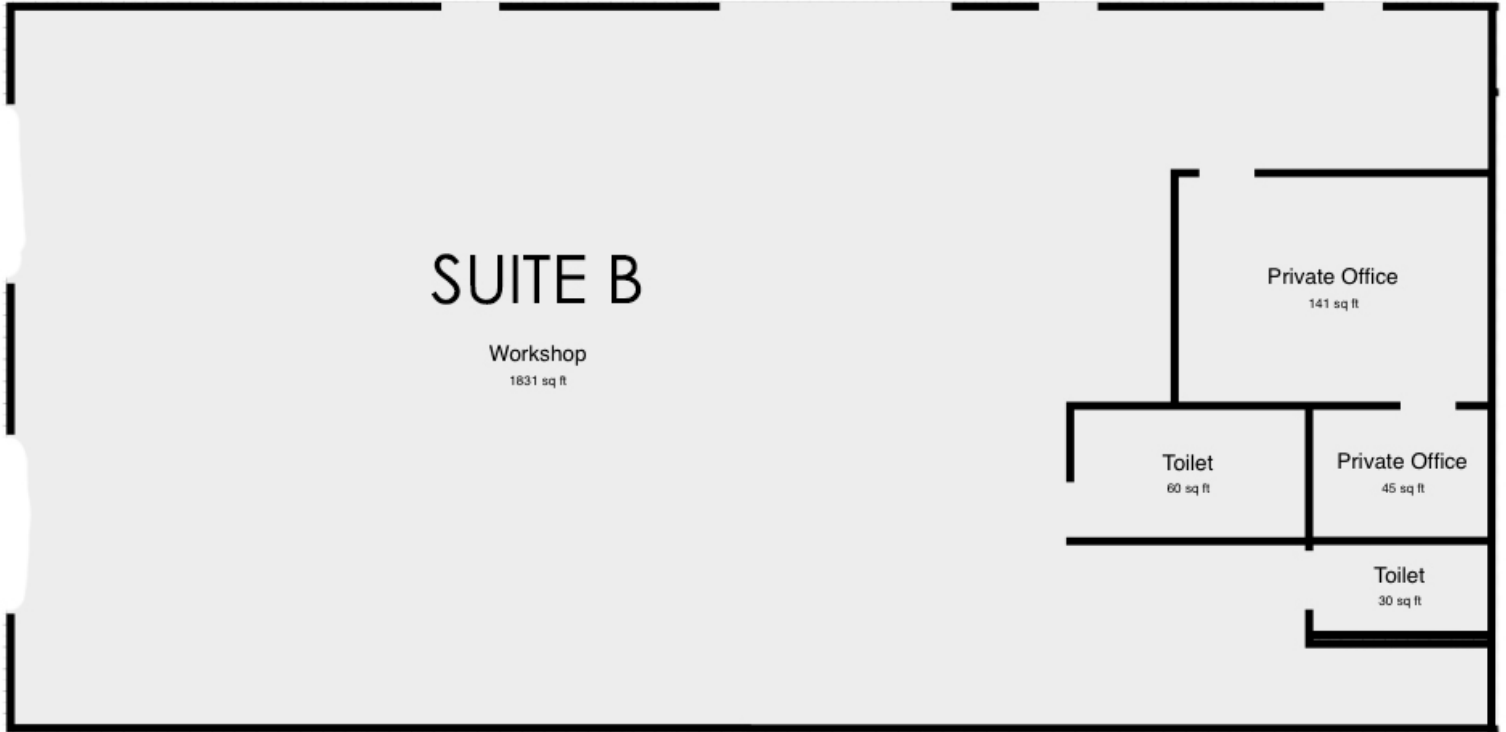 SUITE B
Workshop
1831 sq ft
Private Office
141 sq ft
Toilet
60 sq ft
Private Office
45 sq ft
Toilet
30 sq ft